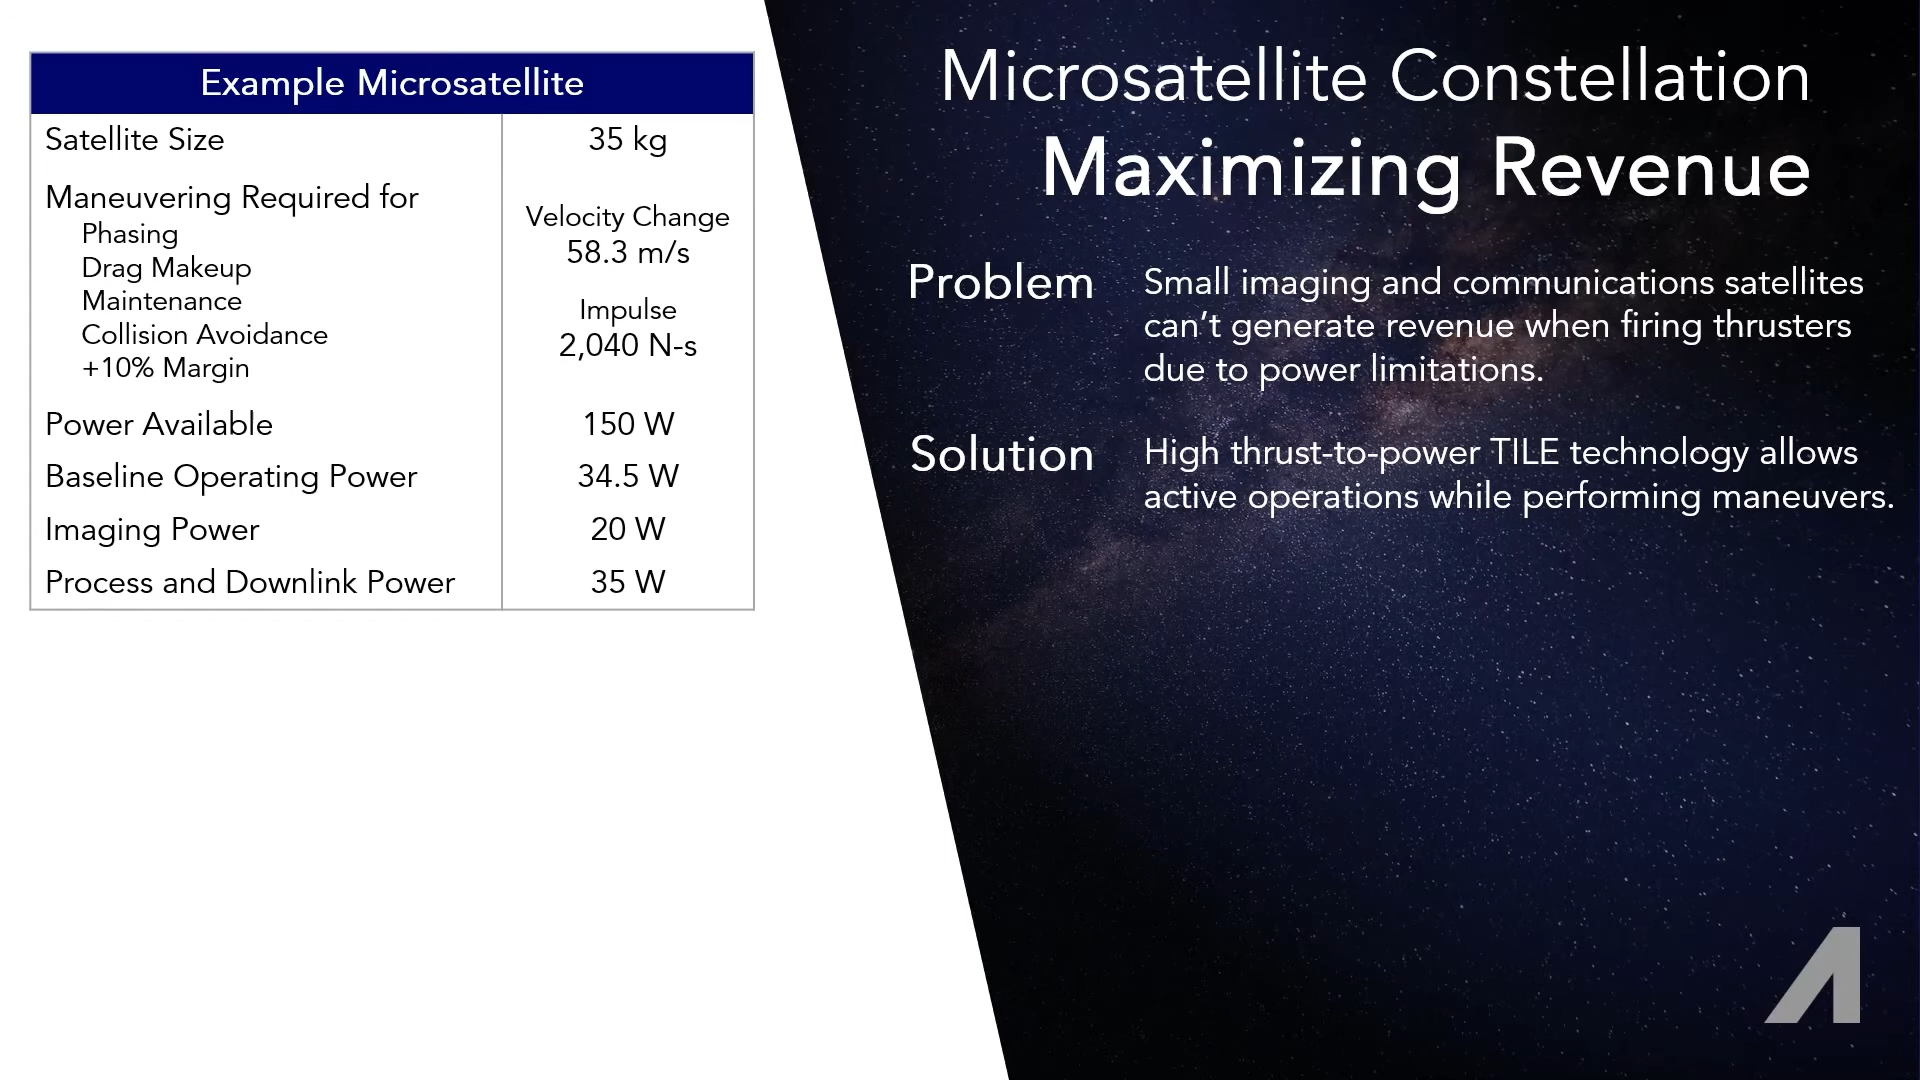 Example Microsatellite
Satellite Size 35 kg
Maneuvering Required for
Phasing
Drag Makeup
Maintenance
Collision Avoidance
+10% Margin
Velocity Change
58.3 m/s
Impulse
2,040 N-s
Power Available 150 W
Baseline Operating Power 34.5 W
Imaging Power 20 W
Process and Downlink Power 35 W
Microsatellite Constellation
Maximizing Revenue
Problem
Small imaging and communications satellites
can’t generate revenue when firing thrusters
due to power limitations.
Solution
High thrust-to-power TILE technology allows
active operations while performing maneuvers.